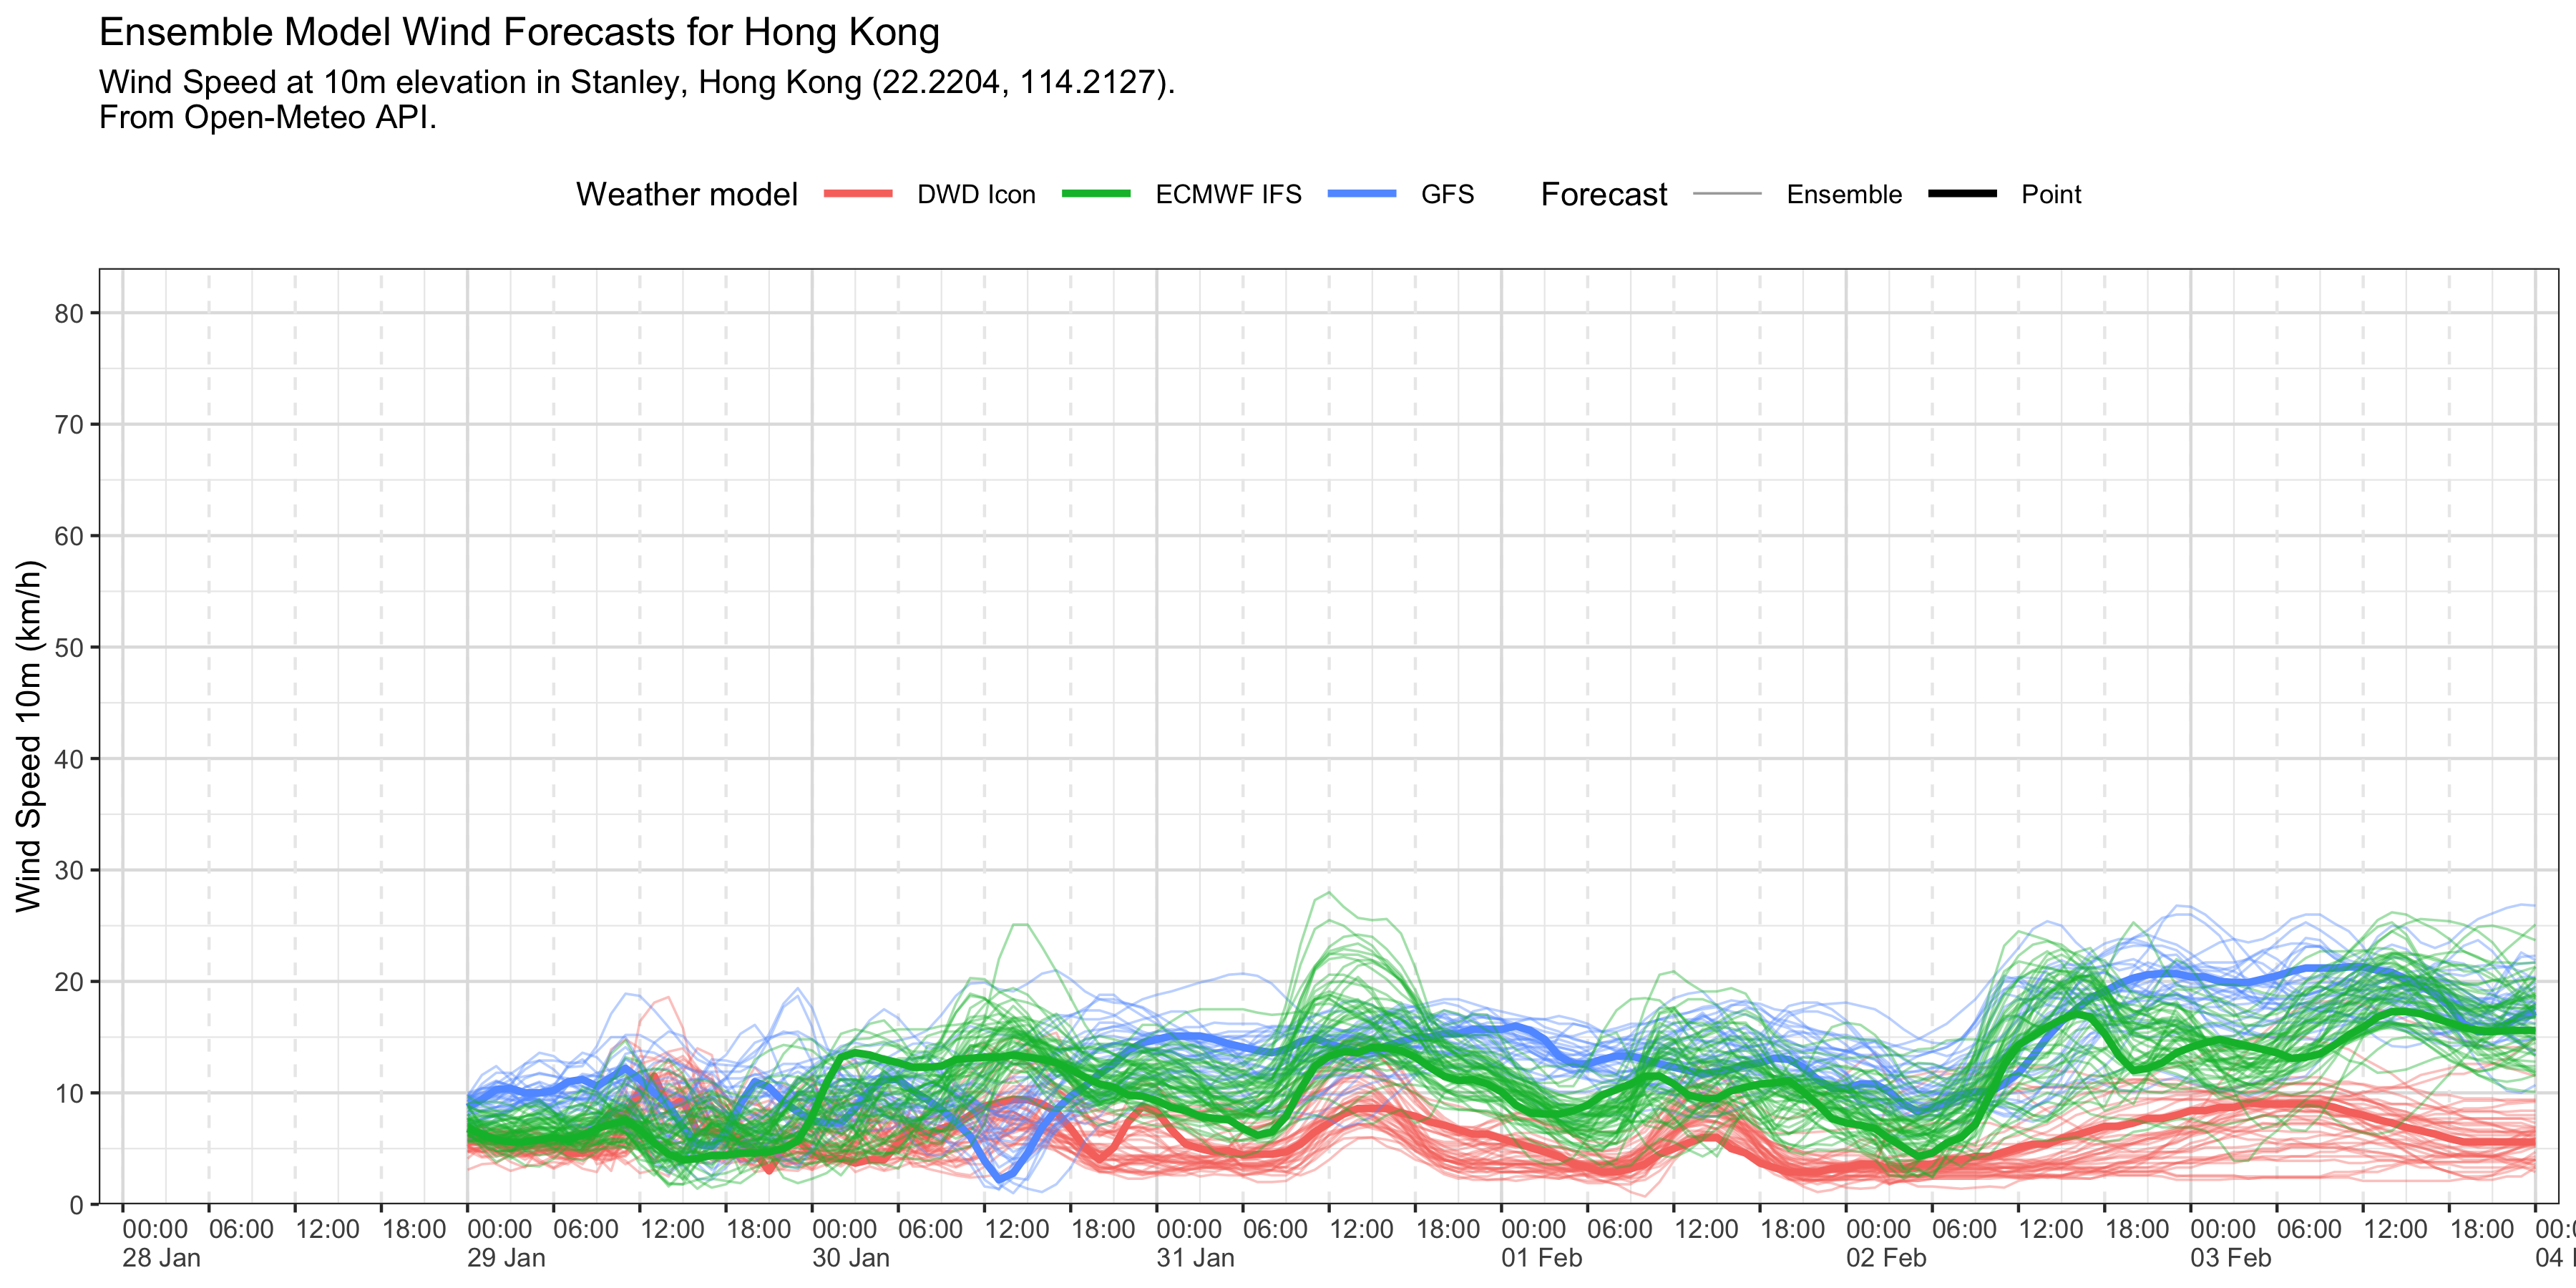 Ensemble Model Wind Forecasts for Hong Kong
Wind Speed at 10m elevation in Stanley, Hong Kong (22.2204, 114.2127).
From Open-Meteo API.
Weather model DWD Icon ECMWF IFS GFS Forecast Ensemble Point
Wind Speed 10m (km/h)
80
70
60
50
40
30
20
10
0
00:00 06:00 12:00 18:00 00:00 06:00 12:00 18:00 00:00 06:00 12:00 18:00 00:00 06:00 12:00 18:00 00:00 06:00 12:00 18:00 00:00 06:00 12:00 18:00 00:00 06:00 12:00 18:00
28 Jan 29 Jan 30 Jan 31 Jan 01 Feb 02 Feb 03 Feb 04